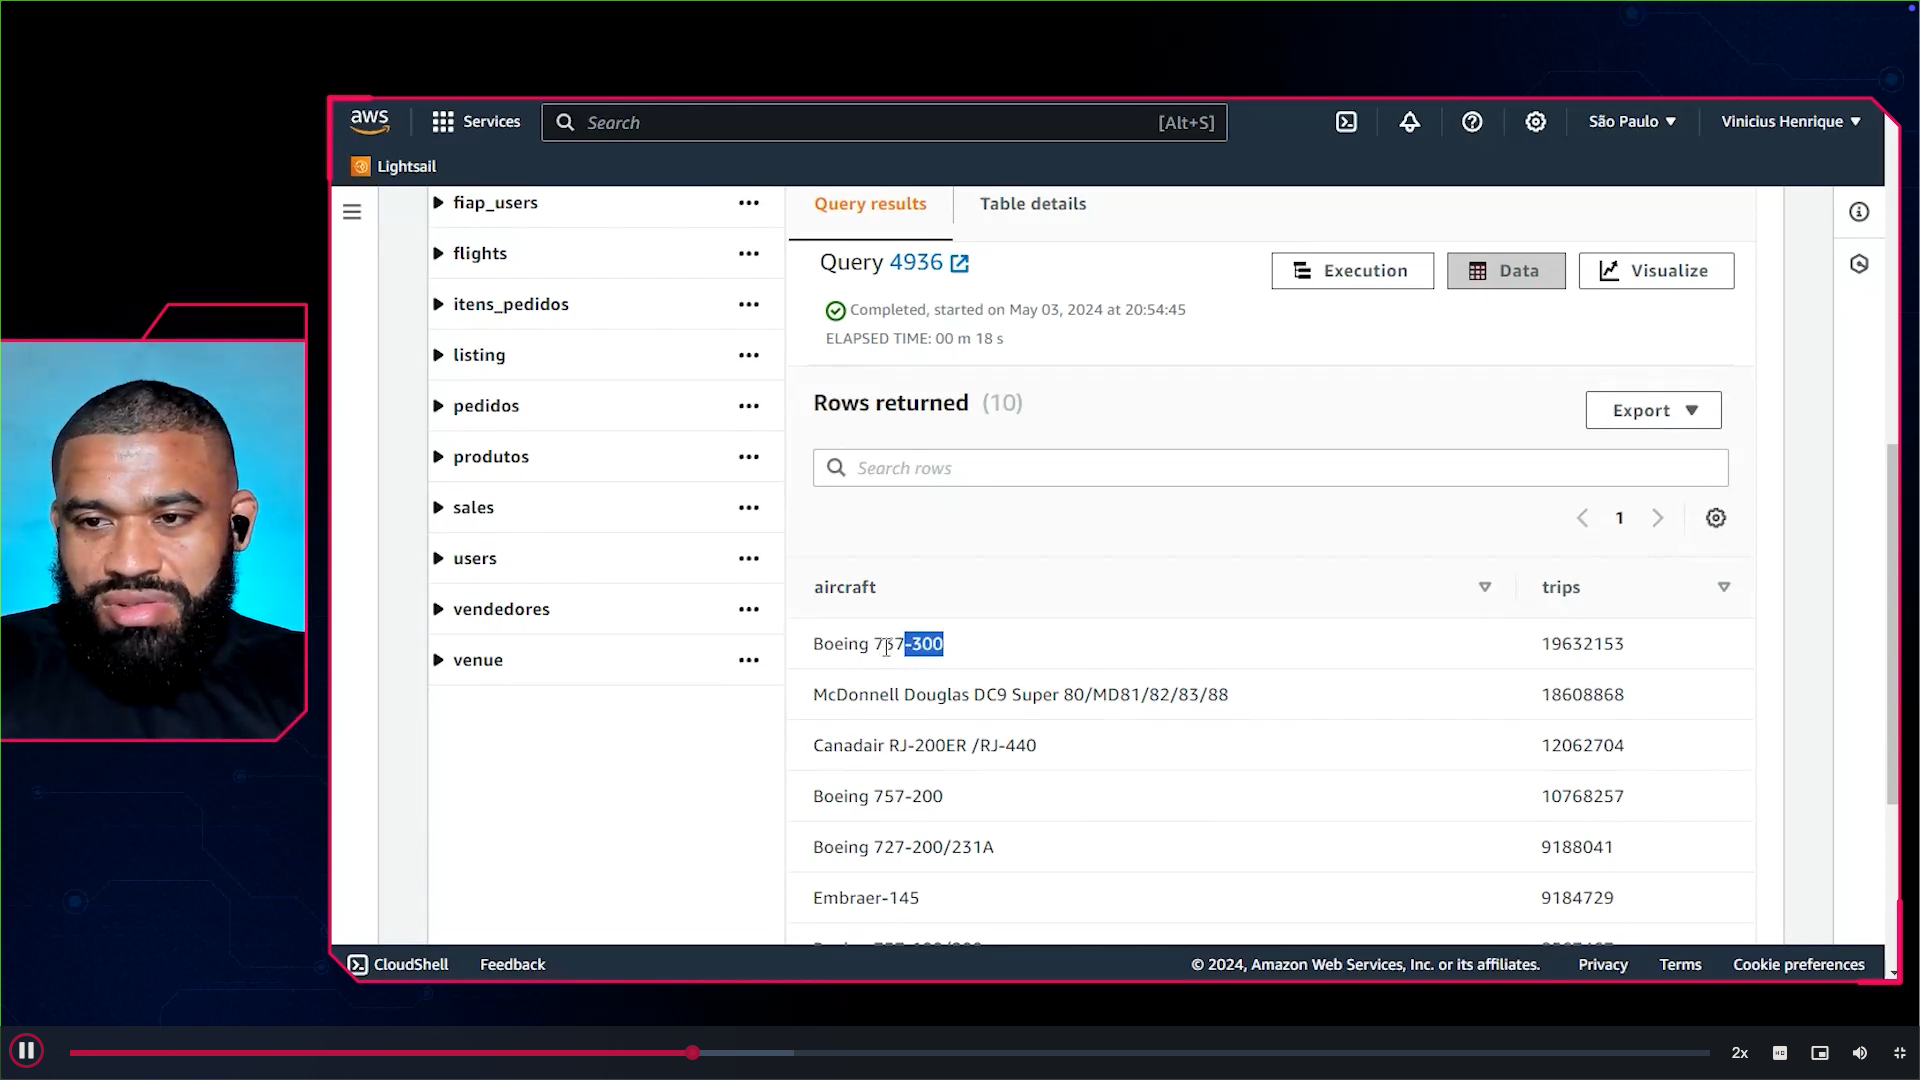 aws
Services
Search
[Alt+S]
São Paulo
Vinicius Henrique
Lightsail
fiap_users
flights
itens_pedidos
listing
pedidos
produtos
sales
users
vendedores
venue
Query results
Table details
Query 4936
Execution
Data
Visualize
Completed, started on May 03, 2024 at 20:54:45
ELAPSED TIME: 00 m 18 s
Rows returned (10)
Export
Search rows
1
aircraft trips
Boeing 737-300 19632153
McDonnell Douglas DC9 Super 80/MD81/82/83/88 18608868
Canadair RJ-200ER /RJ-440 12062704
Boeing 757-200 10768257
Boeing 727-200/231A 9188041
Embraer-145 9184729
CloudShell
Feedback
© 2024, Amazon Web Services, Inc. or its affiliates.
Privacy
Terms
Cookie preferences
2x
HD